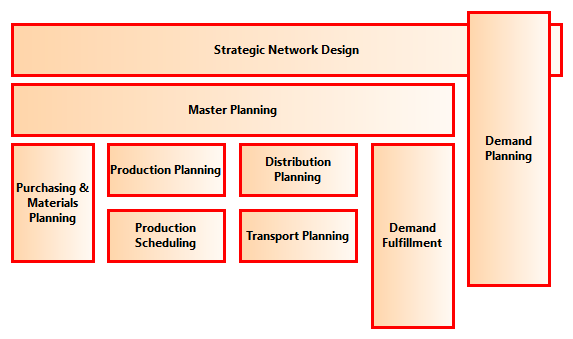 Strategic Network Design
Master Planning
Demand
Planning
Purchasing &
Materials
Planning
Production Planning
Distribution
Planning
Production
Scheduling
Transport Planning
Demand
Fulfillment